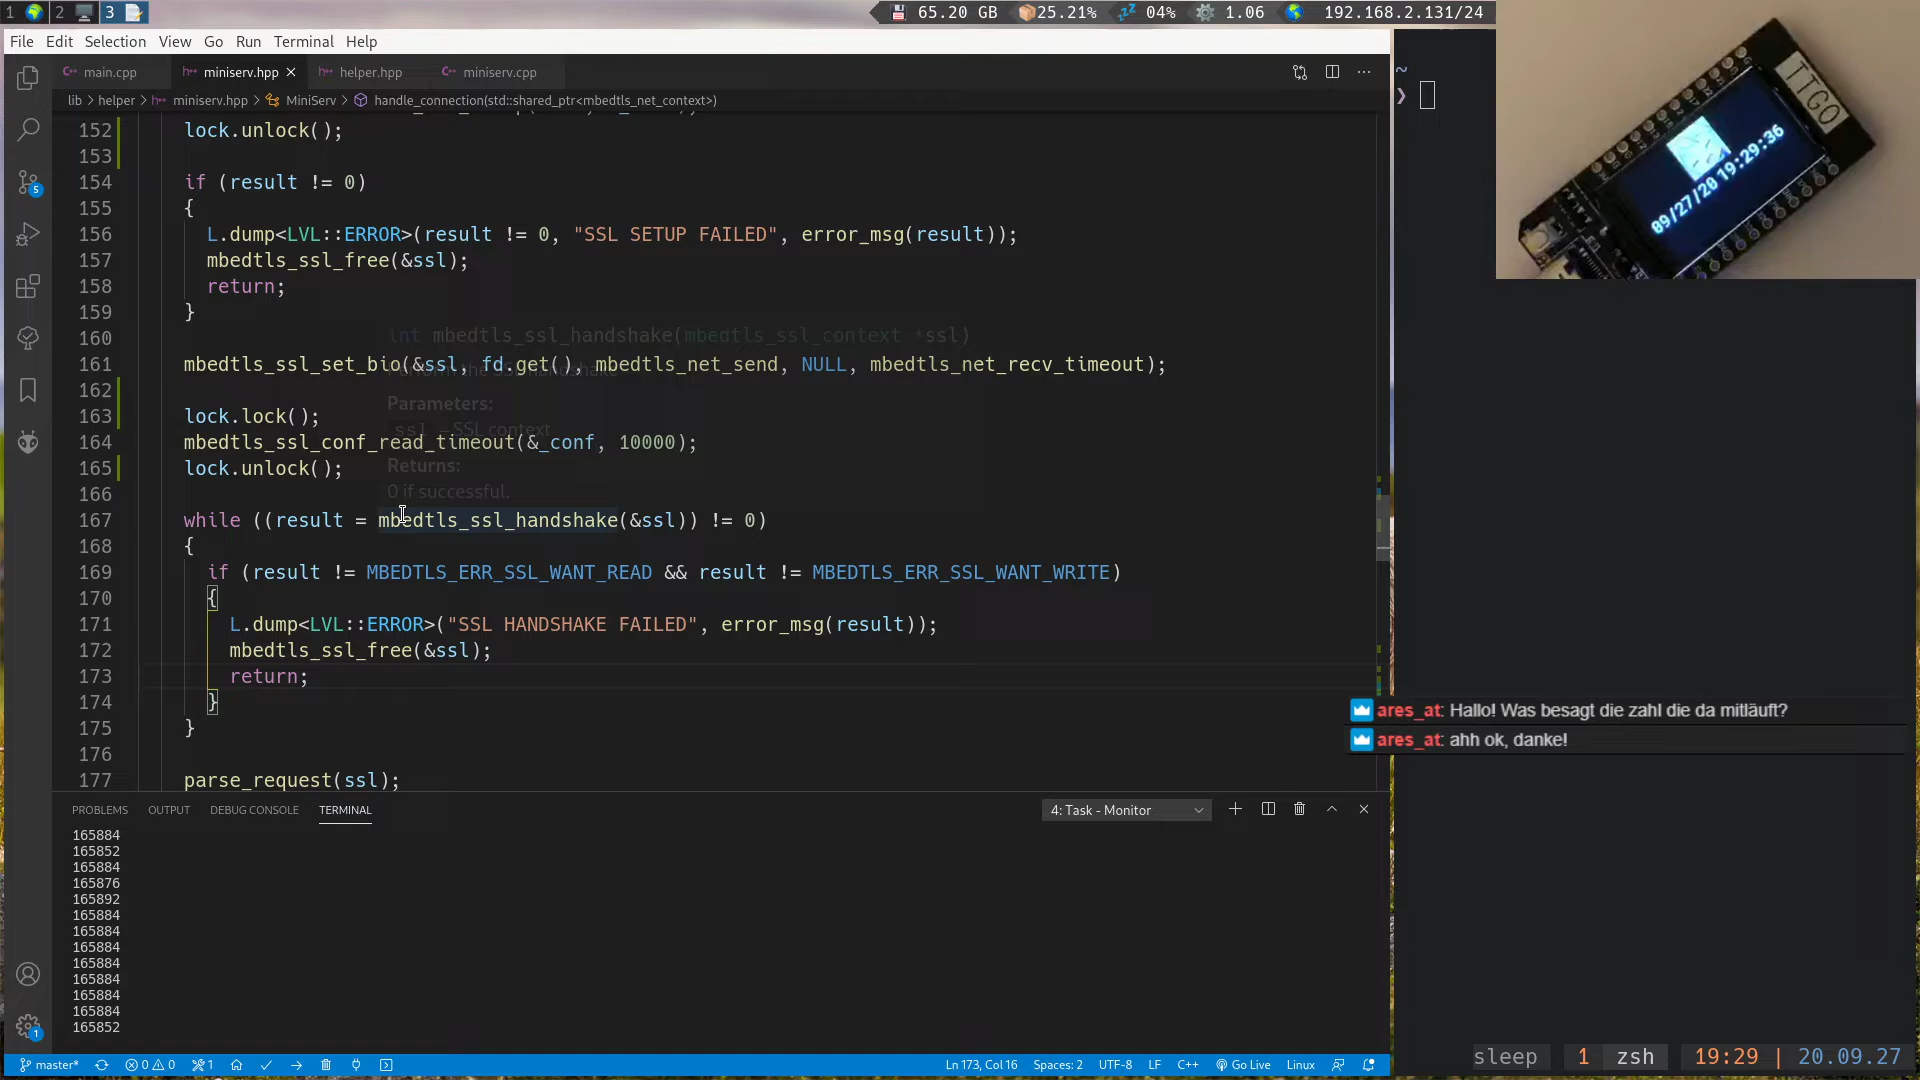 1 2 3 65.20 GB 25.21% 04% 1.06 192.168.2.131/24
File Edit Selection View Go Run Terminal Help
main.cpp miniserv.hpp helper.hpp miniserv.cpp
lib > helper > miniserv.hpp > MiniServ > handle_connection(std::shared_ptr<mbedtls_net_context>)
152 lock.unlock();
153
154 if (result != 0)
155 {
156 L.dump<LVL::ERROR>(result != 0, "SSL SETUP FAILED", error_msg(result));
157 mbedtls_ssl_free(&ssl);
158 return;
159 }
160
int mbedtls_ssl_handshake(mbedtls_ssl_context *ssl)
161 mbedtls_ssl_set_bio(&ssl, fd.get(), mbedtls_net_send, NULL, mbedtls_net_recv_timeout);
Perform the SSL handshake
162
Parameters:
163 lock.lock();
ssl – SSL context
164 mbedtls_ssl_conf_read_timeout(&_conf, 10000);
165 lock.unlock();
Returns:
166
0 if successful.
167 while ((result = mbedtls_ssl_handshake(&ssl)) != 0)
168 {
169 if (result != MBEDTLS_ERR_SSL_WANT_READ && result != MBEDTLS_ERR_SSL_WANT_WRITE)
170 {
171 L.dump<LVL::ERROR>("SSL HANDSHAKE FAILED", error_msg(result));
172 mbedtls_ssl_free(&ssl);
173 return;
174 }
175 }
176
177 parse_request(ssl);
PROBLEMS OUTPUT DEBUG CONSOLE TERMINAL 4: Task - Monitor
165884
165852
165884
165876
165892
165884
165884
165884
165884
165884
165884
165884
165852
5
1
master* 0 0 1 Ln 173, Col 16 Spaces: 2 UTF-8 LF C++ Go Live Linux
~
❯
TTGO
09/27/20 19:29:36
ares_at: Hallo! Was besagt die zahl die da mitläuft?
ares_at: ahh ok, danke!
sleep 1 zsh 19:29 | 20.09.27